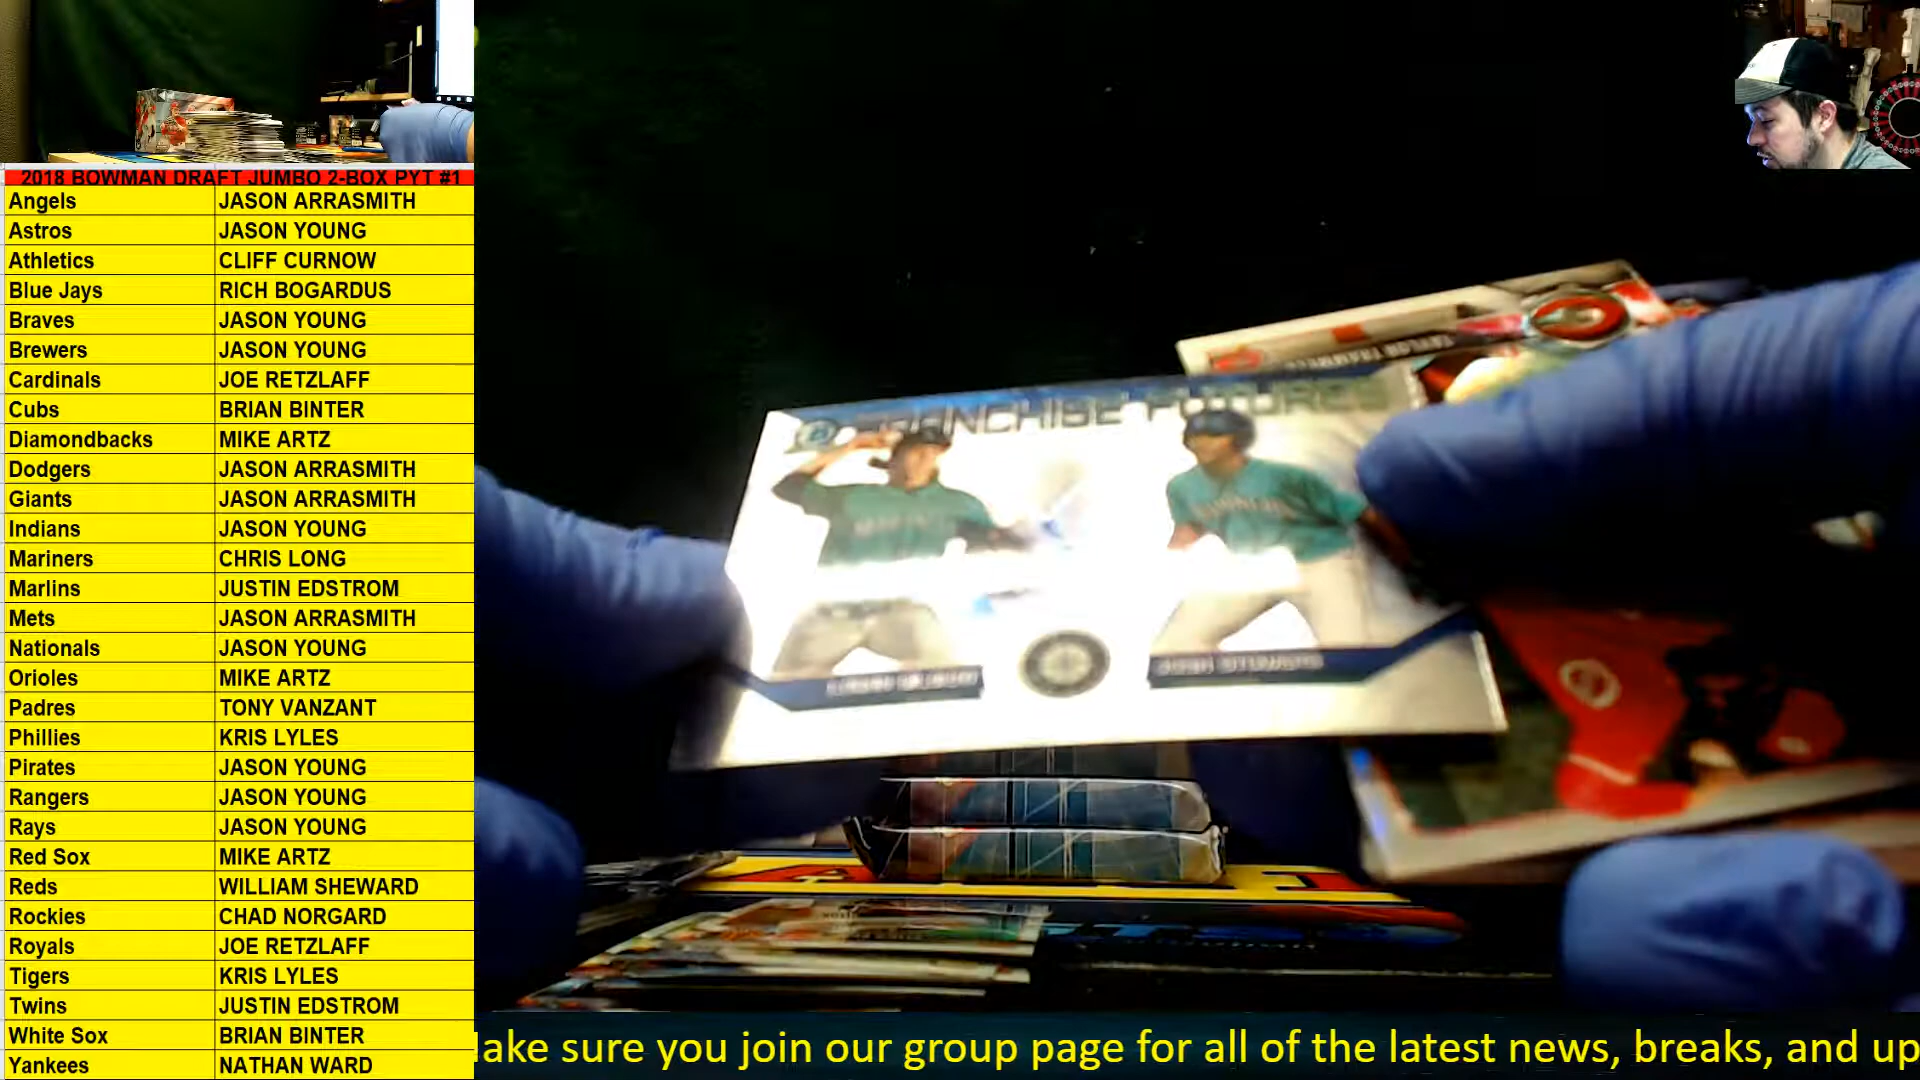 2018 BOWMAN DRAFT JUMBO 2-BOX PYT #1
Angels JASON ARRASMITH
Astros JASON YOUNG
Athletics CLIFF CURNOW
Blue Jays RICH BOGARDUS
Braves JASON YOUNG
Brewers JASON YOUNG
Cardinals JOE RETZLAFF
Cubs BRIAN BINTER
Diamondbacks MIKE ARTZ
Dodgers JASON ARRASMITH
Giants JASON ARRASMITH
Indians JASON YOUNG
Mariners CHRIS LONG
Marlins JUSTIN EDSTROM
Mets JASON ARRASMITH
Nationals JASON YOUNG
Orioles MIKE ARTZ
Padres TONY VANZANT
Phillies KRIS LYLES
Pirates JASON YOUNG
Rangers JASON YOUNG
Rays JASON YOUNG
Red Sox MIKE ARTZ
Reds WILLIAM SHEWARD
Rockies CHAD NORGARD
Royals JOE RETZLAFF
Tigers KRIS LYLES
Twins JUSTIN EDSTROM
White Sox BRIAN BINTER
Yankees NATHAN WARD
FRANCHISE FUTURES
ake sure you join our group page for all of the latest news, breaks, and up